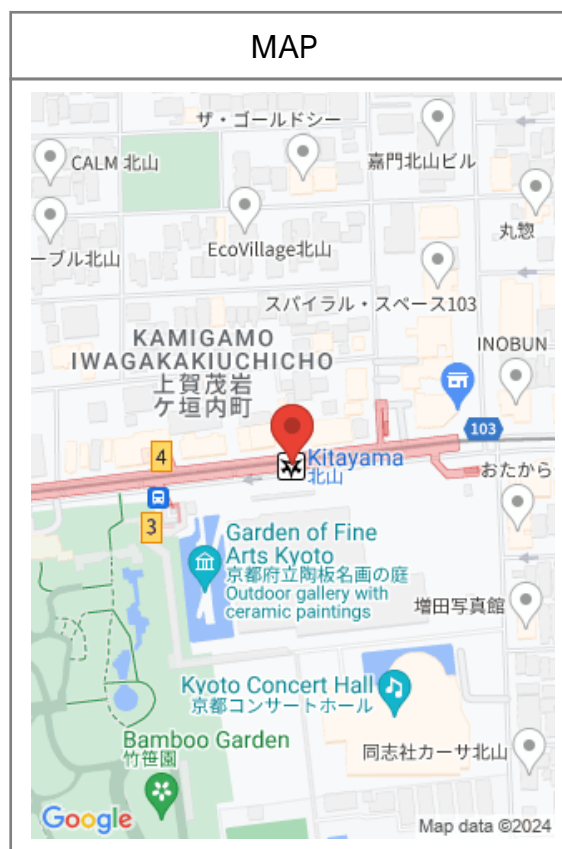 MAP
ザ・ゴールドシー
CALM 北山
嘉門北山ビル
丸惣
EcoVillage北山
ーブル北山
スパイラル・スペース103
KAMIGAMO
IWAGAKAKIUCHICHO
上賀茂岩
ケ垣内町
INOBUN
103
4
Kitayama
北山
おたから
3
Garden of Fine
Arts Kyoto
京都府立陶板名画の庭
Outdoor gallery with
ceramic paintings
増田写真館
Kyoto Concert Hall
京都コンサートホール
Bamboo Garden
竹笹園
同志社カーサ北山
Google
Map data ©2024